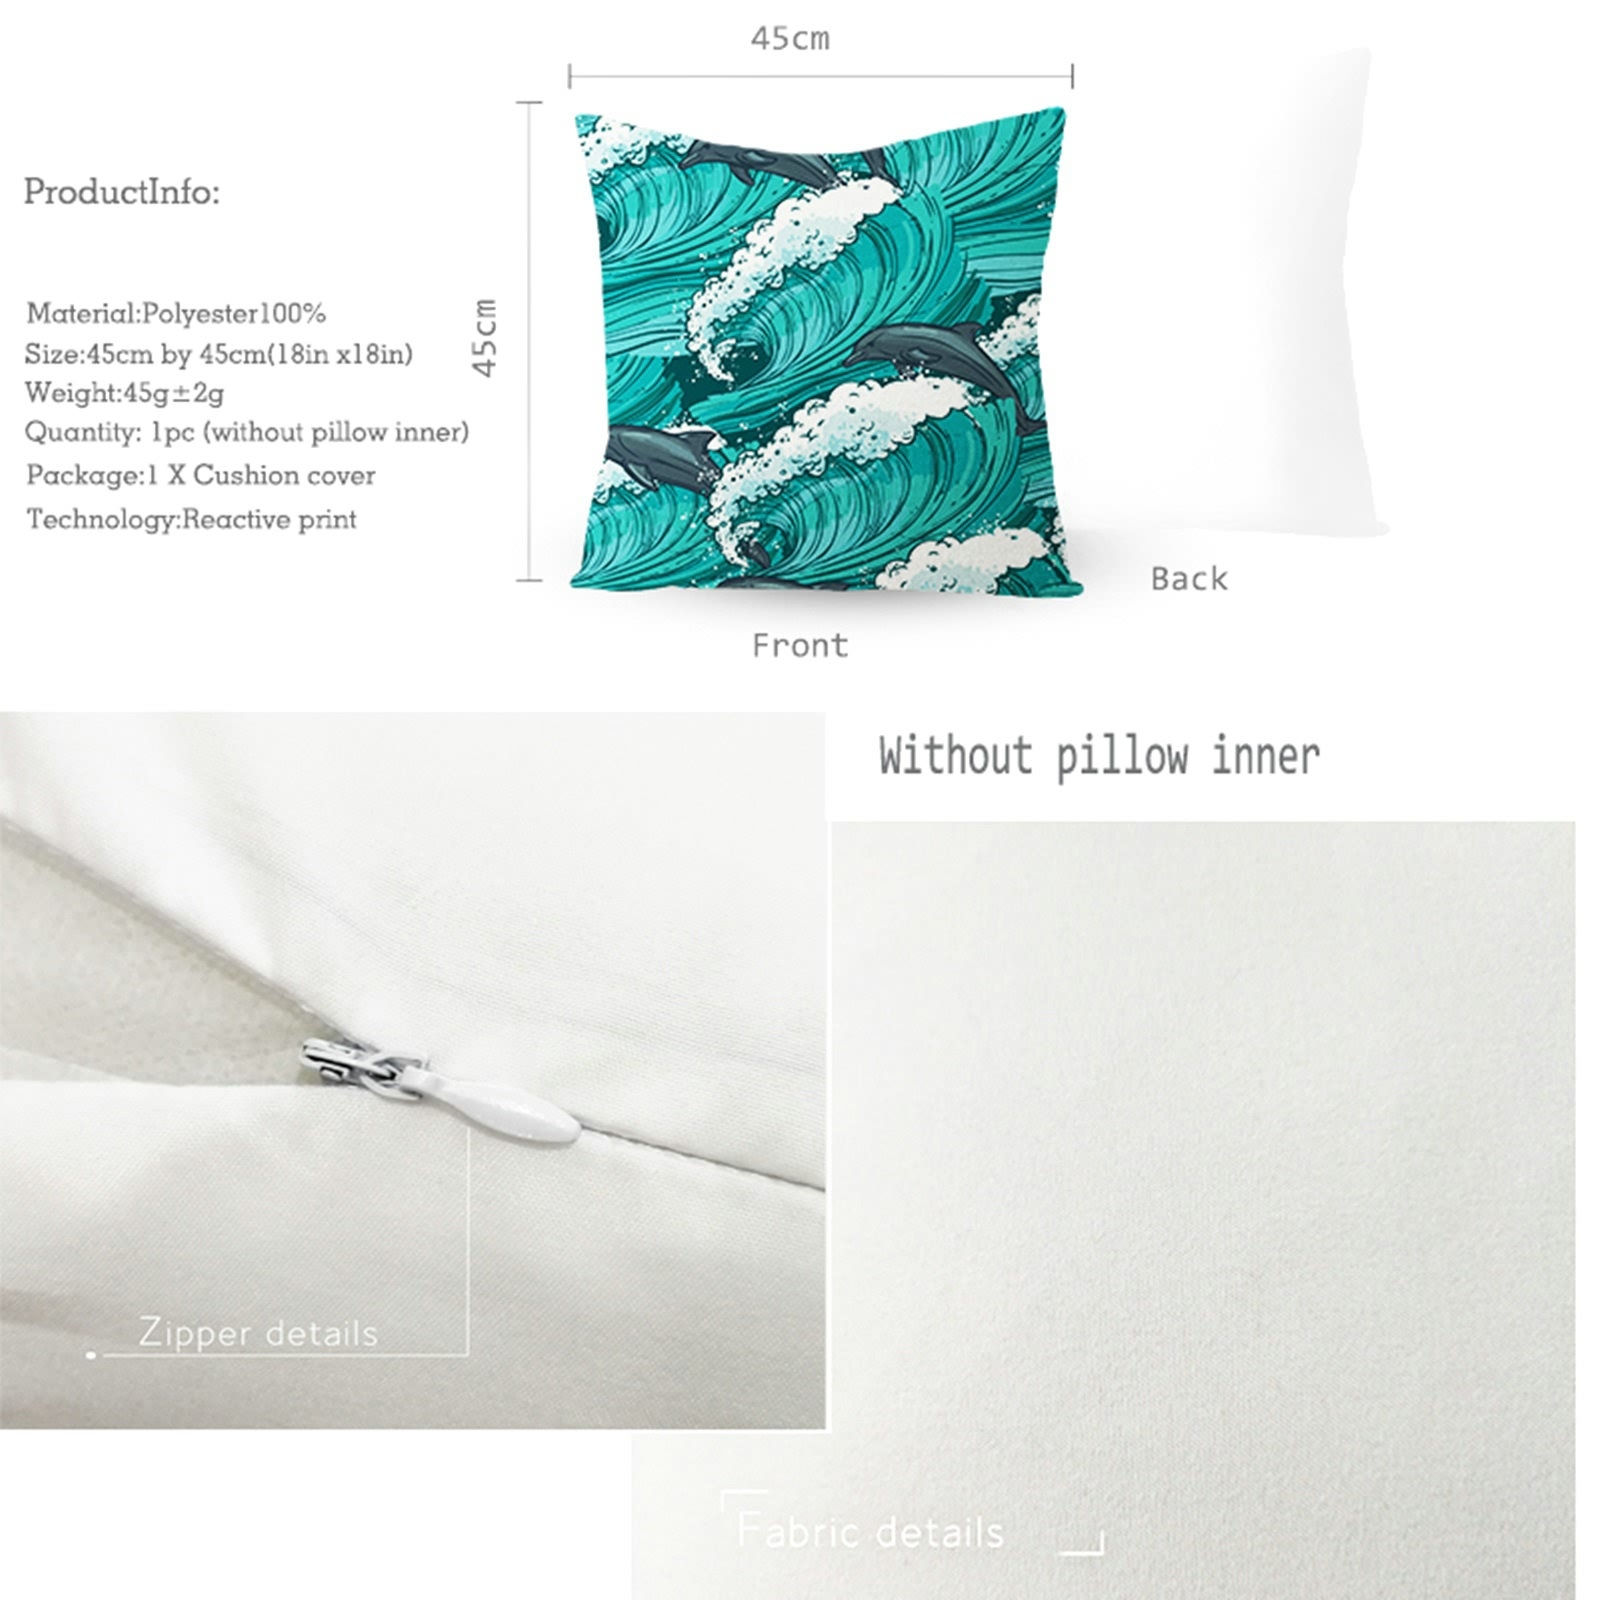 45cm
ProductInfo:
45cm
Material:Polyester100%
Size:45cm by 45cm(18in x18in)
Weight:45g±2g
Quantity: 1pc (without pillow inner)
Package:1 X Cushion cover
Technology:Reactive print
Back
Front
Without pillow inner
Zipper details
Fabric details